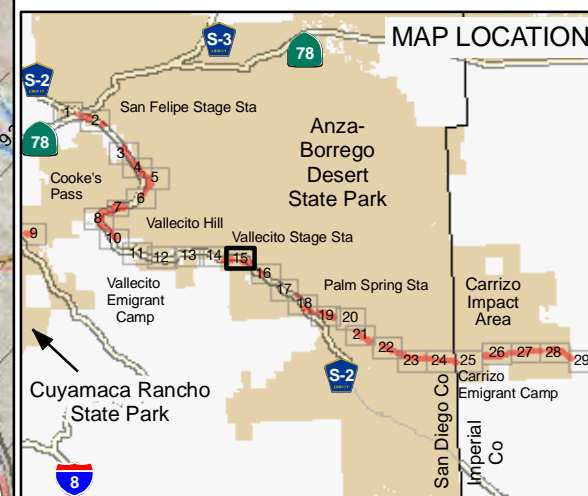 MAP LOCATION
S-3
78
S-2
COUNTY
San Felipe Stage Sta
1
2
78
Anza-
Borrego
Desert
State Park
3
4
5
Cooke's
Pass
6
7
8
Vallecito Hill
9
10
Vallecito Stage Sta
11
12
13
14
15
16
Vallecito
Emigrant
Camp
17
Palm Spring Sta
Carrizo
Impact
Area
18
19
20
21
22
23
24
25
26
27
28
29
S-2
COUNTY
Carrizo
Emigrant Camp
Cuyamaca Rancho
State Park
San Diego Co
Imperial
Co
8